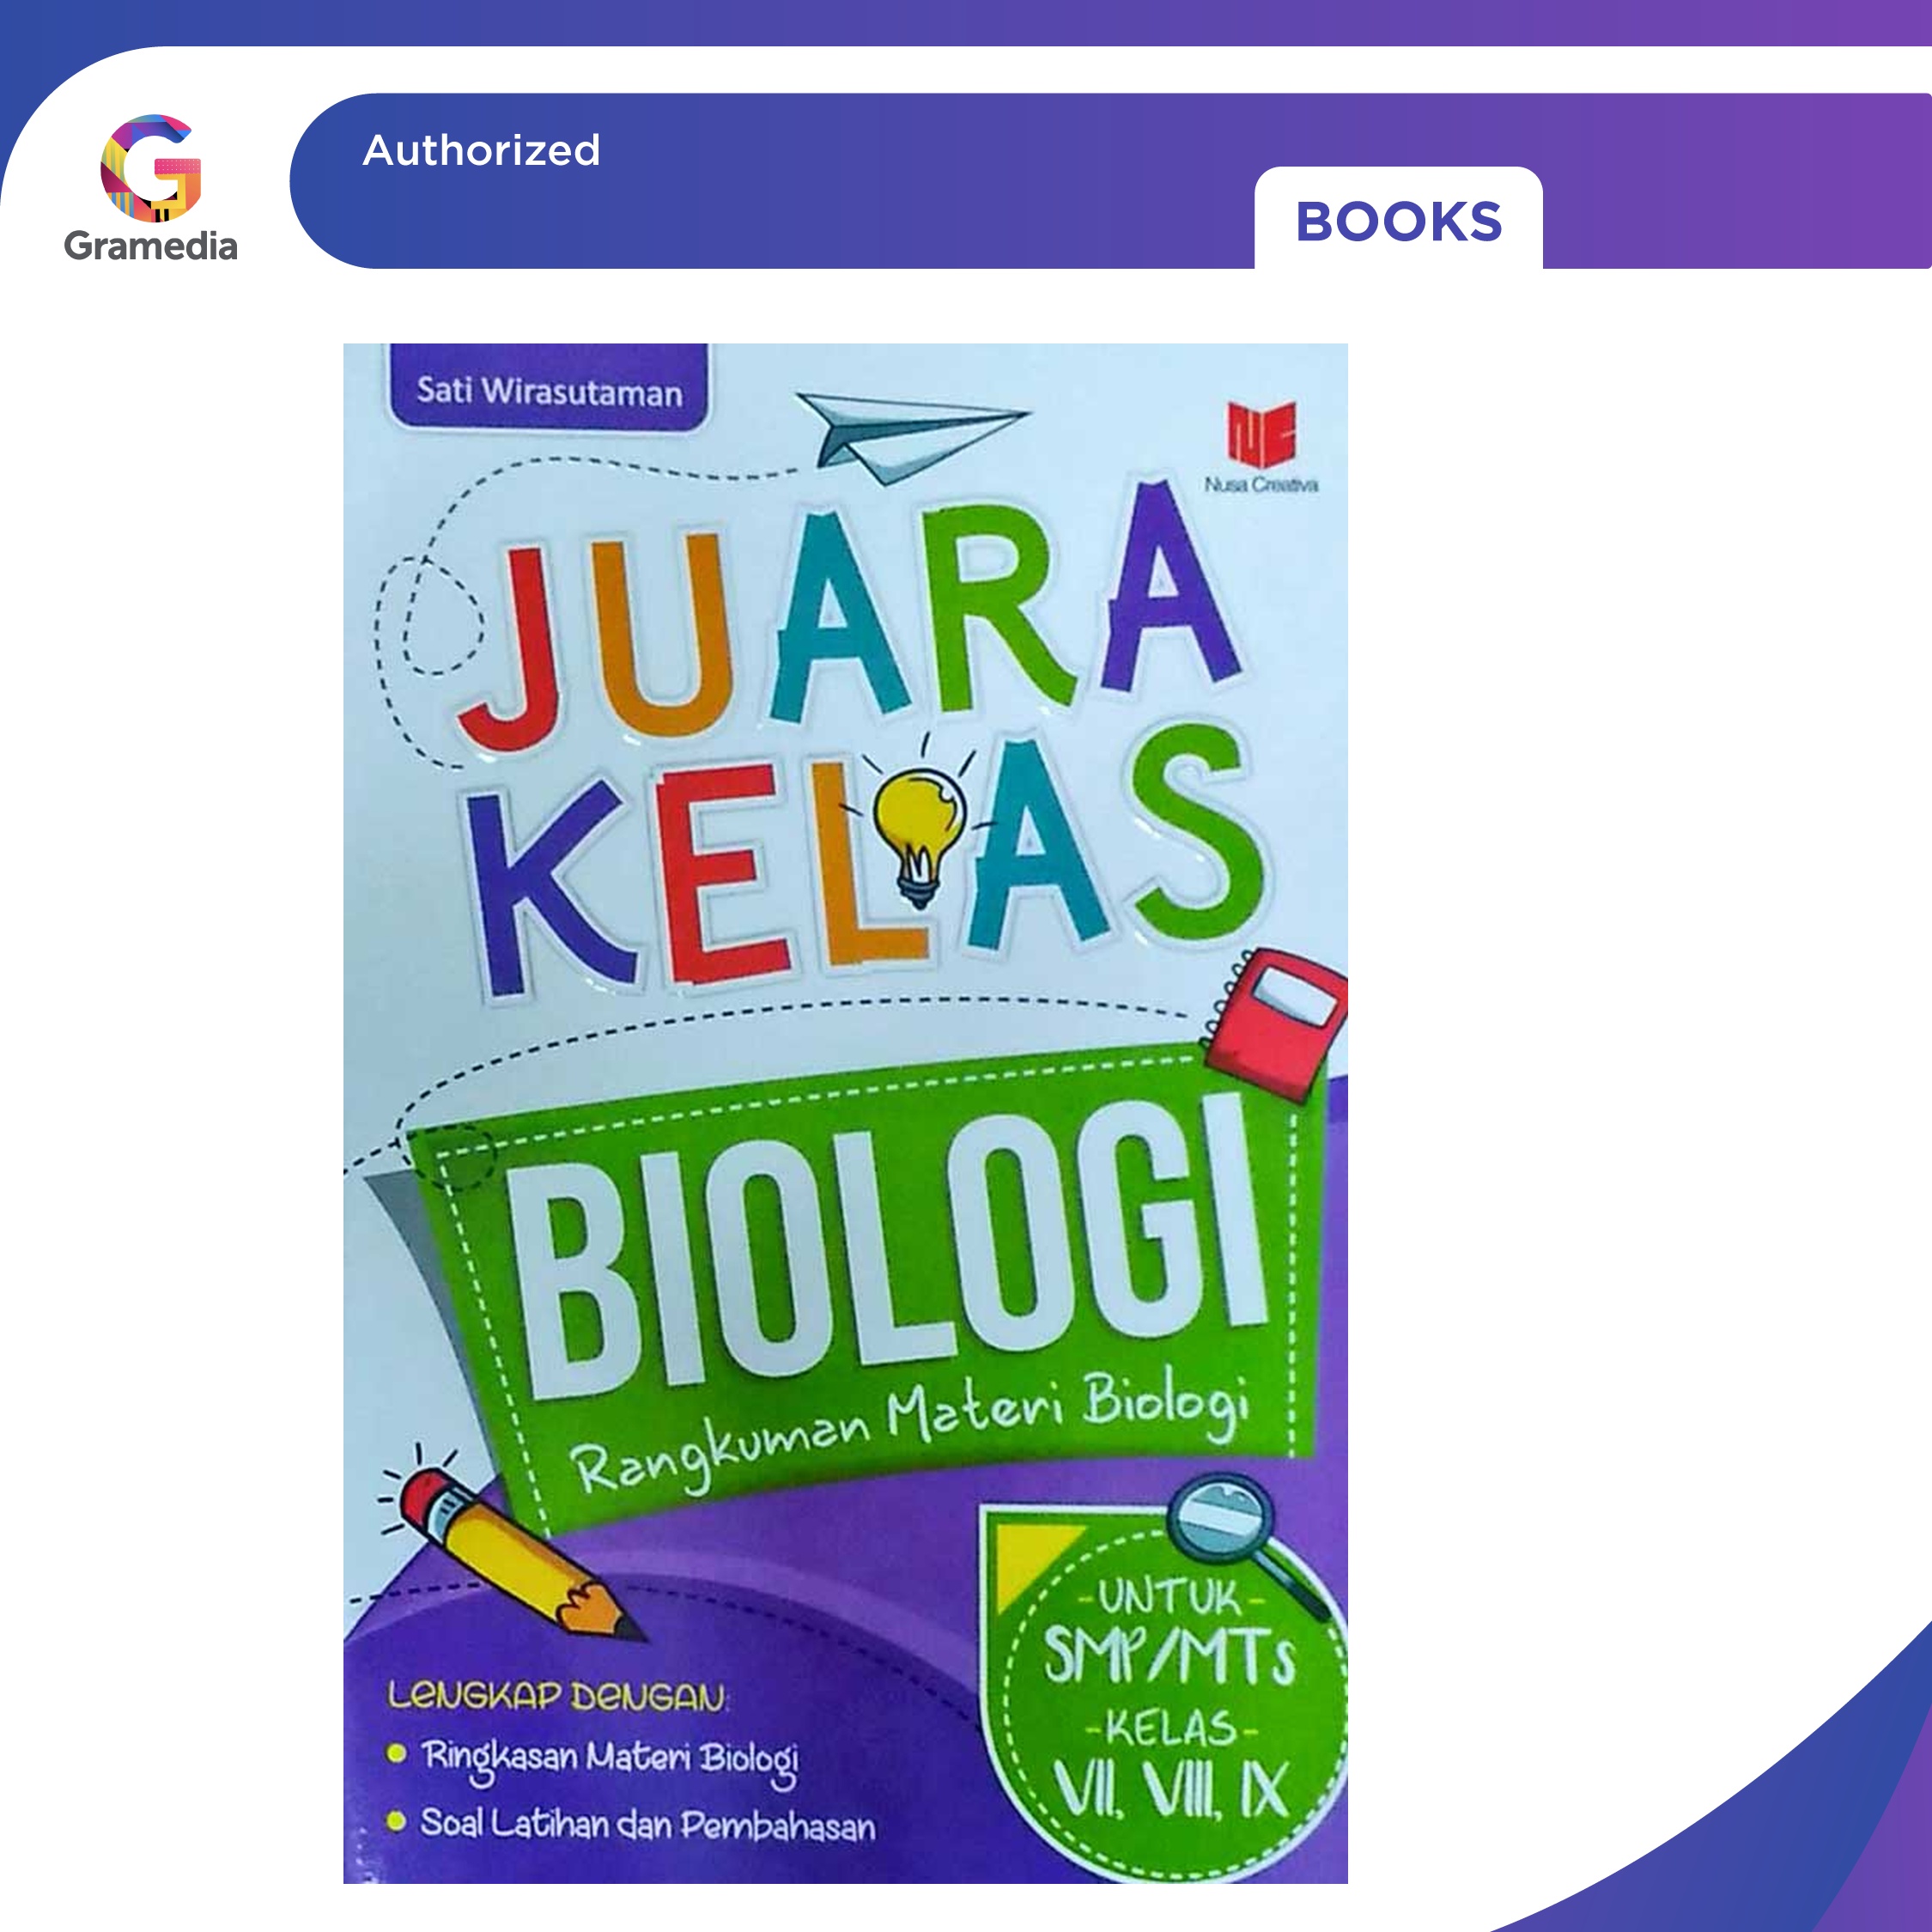 Gramedia
Authorized
BOOKS
Sati Wirasutaman
NC
Nusa Creativa
JUARA
KELAS
BIOLOGI
Rangkuman Materi Biologi
-UNTUK-
SMP/MTs
-KELAS-
VII, VIII, IX
LENGKAP DENGAN:
Ringkasan Materi Biologi
Soal Latihan dan Pembahasan